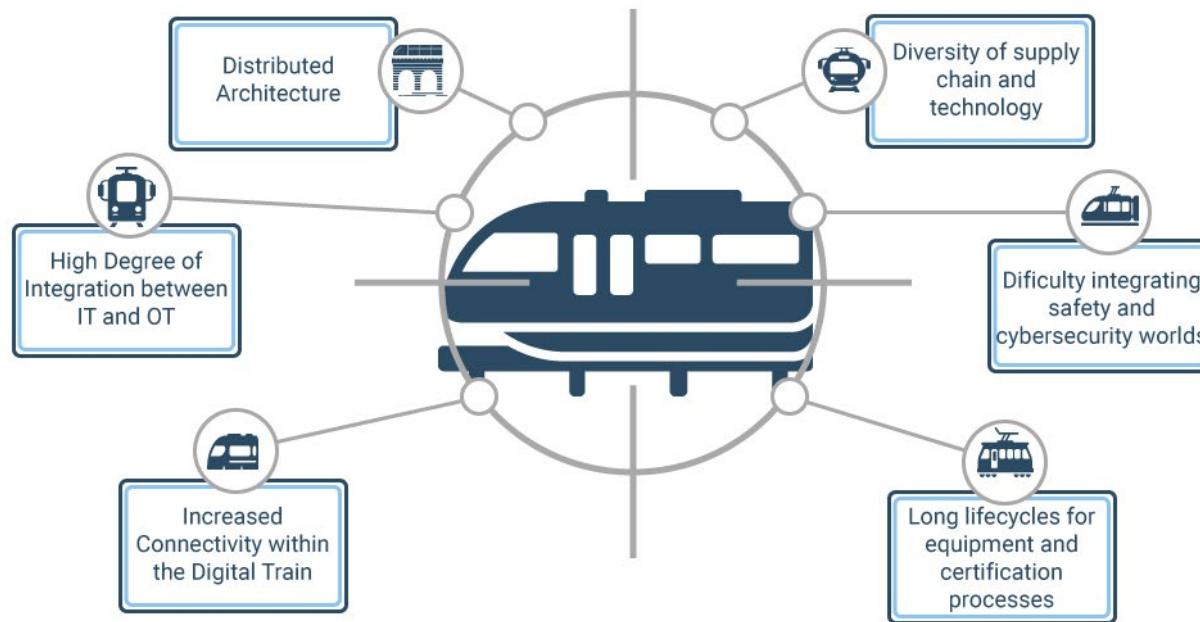 Distributed
Architecture
Diversity of supply
chain and
technology
High Degree of
Integration between
IT and OT
Dificulty integrating
safety and
cybersecurity worlds
Increased
Connectivity within
the Digital Train
Long lifecycles for
equipment and
certification
processes